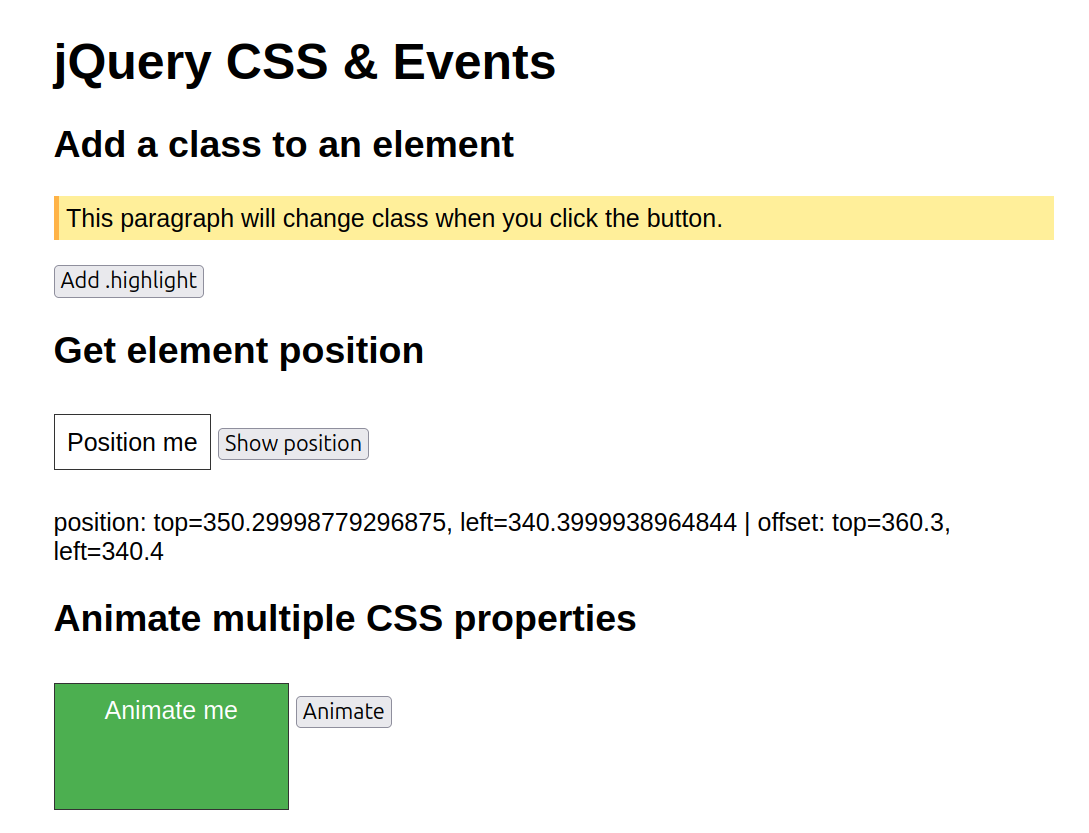 jQuery CSS & Events
Add a class to an element
This paragraph will change class when you click the button.
Add .highlight
Get element position
Position me
Show position
position: top=350.29998779296875, left=340.3999938964844 | offset: top=360.3,
left=340.4
Animate multiple CSS properties
Animate me
Animate